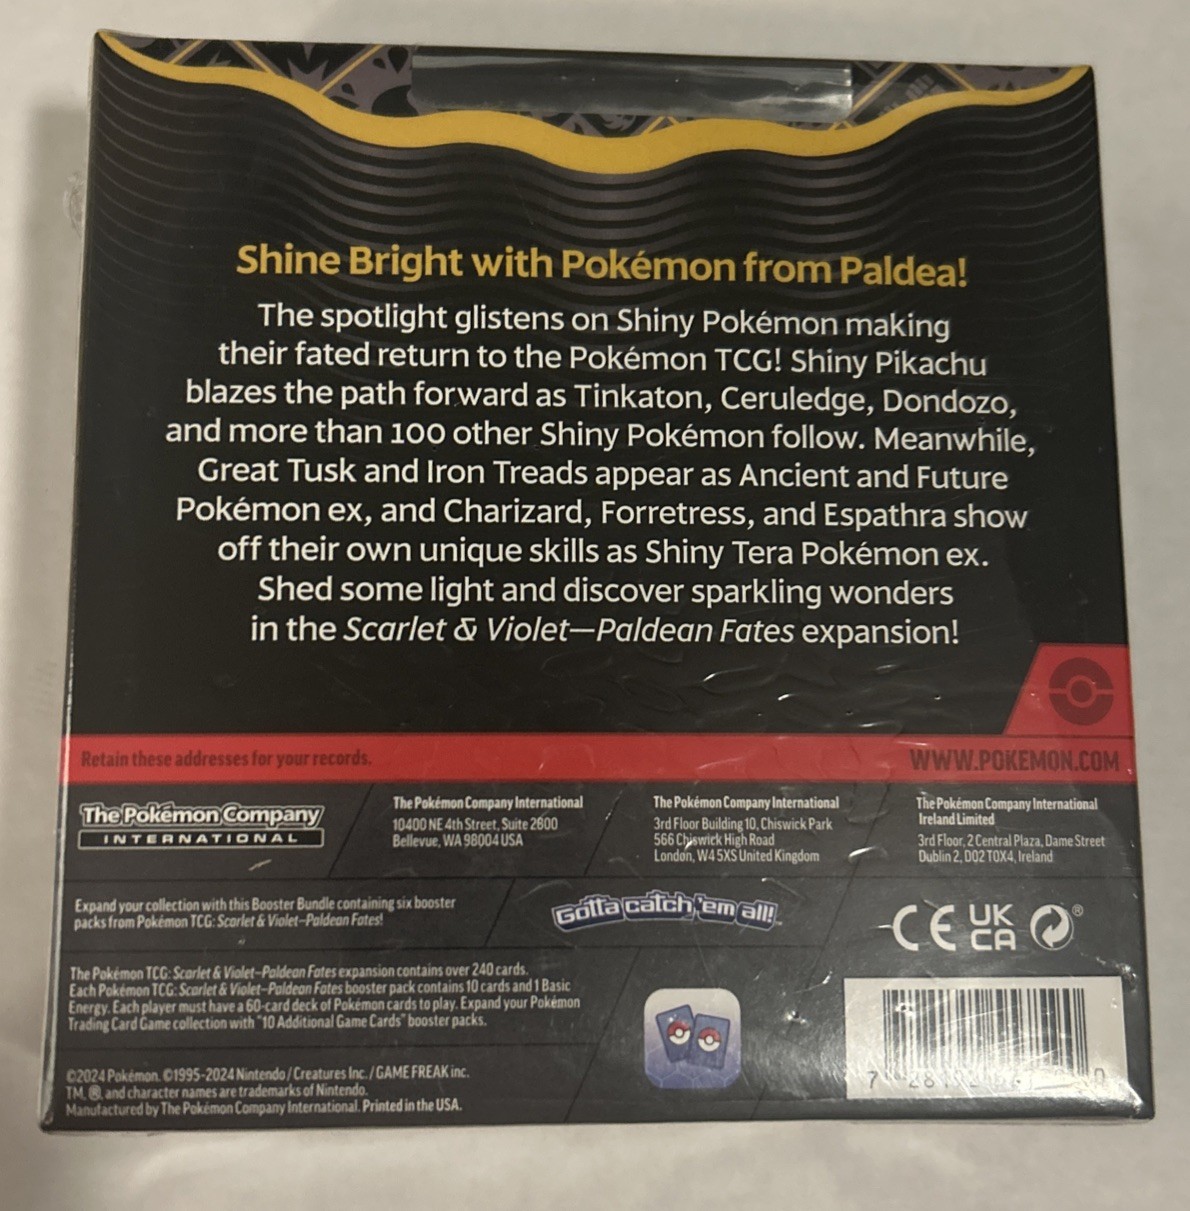 Shine Bright with Pokémon from Paldea!
The spotlight glistens on Shiny Pokémon making
their fated return to the Pokémon TCG! Shiny Pikachu
blazes the path forward as Tinkaton, Ceruledge, Dondozo,
and more than 100 other Shiny Pokémon follow. Meanwhile,
Great Tusk and Iron Treads appear as Ancient and Future
Pokémon ex, and Charizard, Forretress, and Espathra show
off their own unique skills as Shiny Tera Pokémon ex.
Shed some light and discover sparkling wonders
in the Scarlet & Violet—Paldean Fates expansion!
Retain these addresses for your records.
WWW.POKEMON.COM
The Pokémon Company
INTERNATIONAL
The Pokémon Company International
10400 NE 4th Street, Suite 2800
Bellevue, WA 98004 USA
The Pokémon Company International
3rd Floor Building 10, Chiswick Park
566 Chiswick High Road
London, W4 5XS United Kingdom
The Pokémon Company International
Ireland Limited
3rd Floor, 2 Central Plaza, Dame Street
Dublin 2, D02 T0X4, Ireland
Expand your collection with this Booster Bundle containing six booster
packs from Pokémon TCG: Scarlet & Violet—Paldean Fates!
Gotta catch 'em all!
CE
UK
CA
®
The Pokémon TCG: Scarlet & Violet—Paldean Fates expansion contains over 240 cards.
Each Pokémon TCG: Scarlet & Violet—Paldean Fates booster pack contains 10 cards and 1 Basic
Energy. Each player must have a 60-card deck of Pokémon cards to play. Expand your Pokémon
Trading Card Game collection with "10 Additional Game Cards" booster packs.
©2024 Pokémon. ©1995-2024 Nintendo / Creatures Inc. / GAME FREAK inc.
TM, ®, and character names are trademarks of Nintendo.
Manufactured by The Pokémon Company International. Printed in the USA.